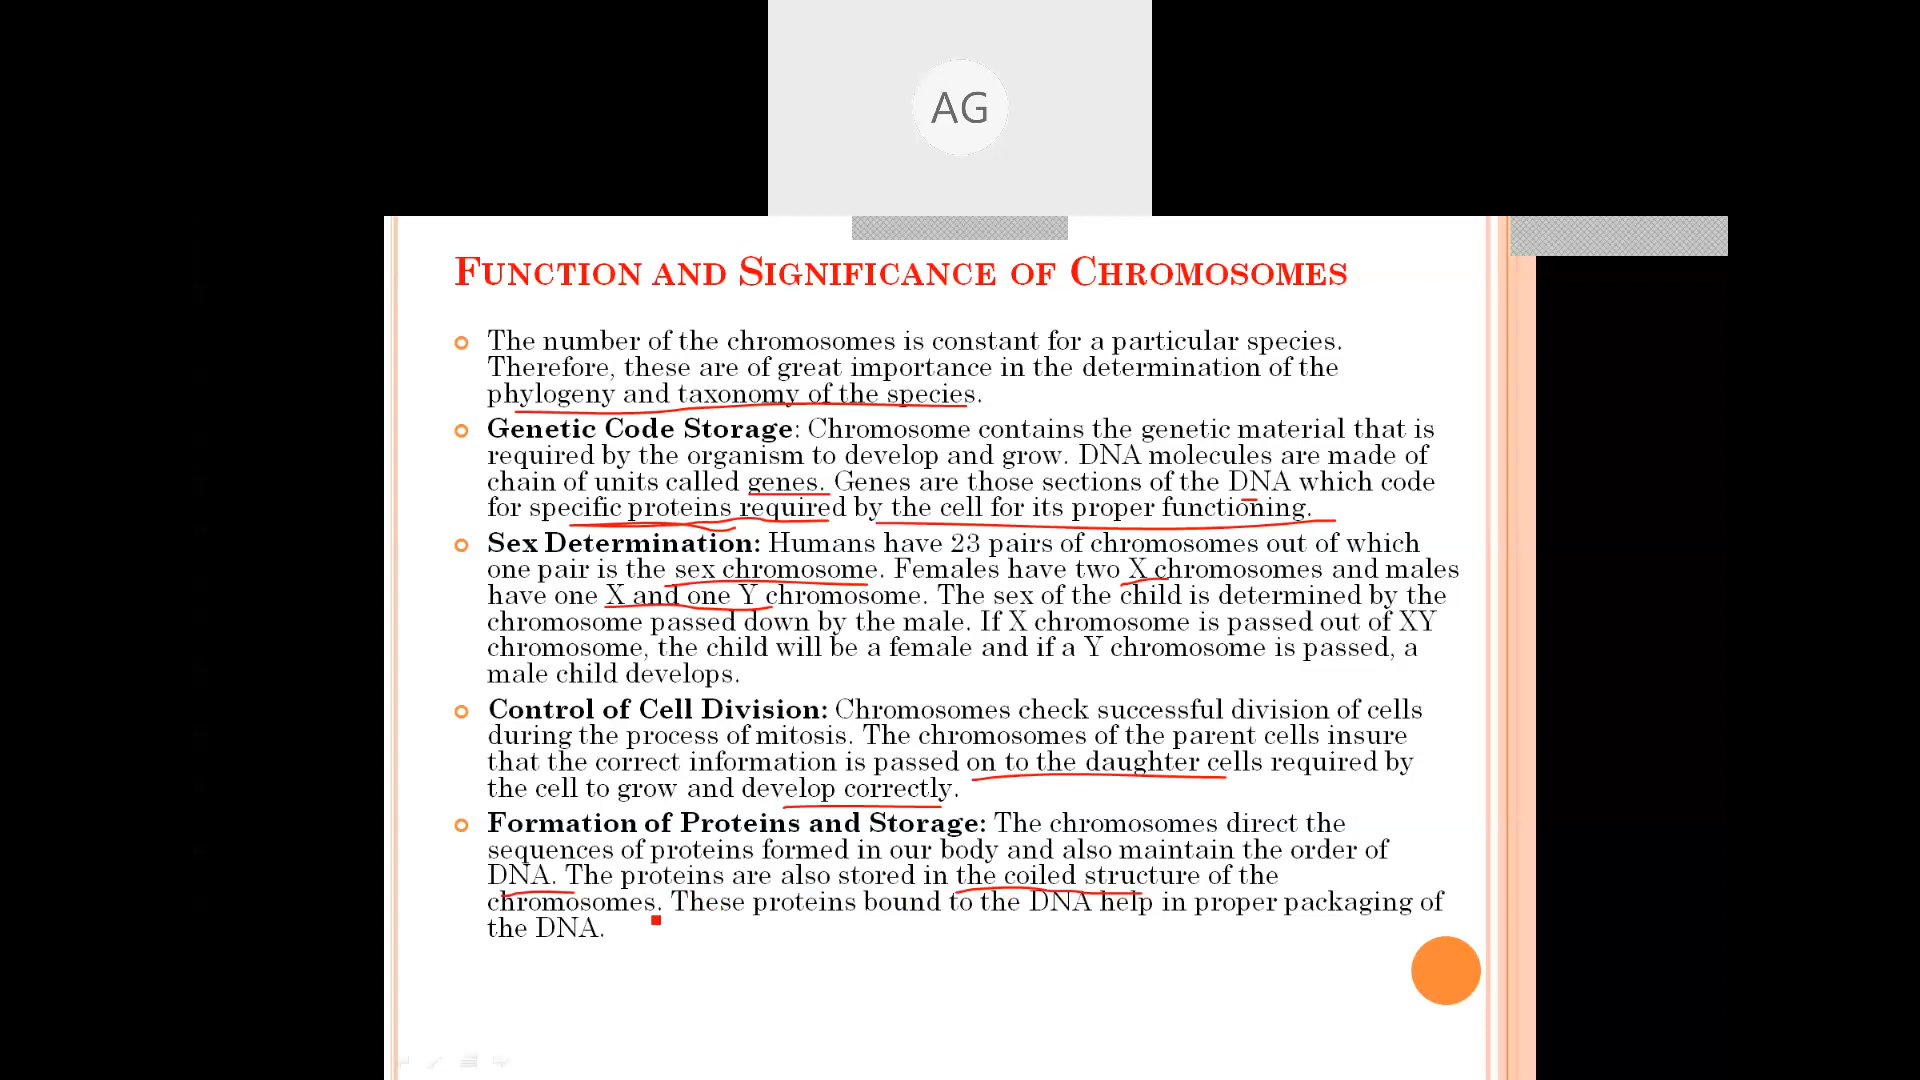 AG
FUNCTION AND SIGNIFICANCE OF CHROMOSOMES
The number of the chromosomes is constant for a particular species.
Therefore, these are of great importance in the determination of the
phylogeny and taxonomy of the species.
Genetic Code Storage: Chromosome contains the genetic material that is
required by the organism to develop and grow. DNA molecules are made of
chain of units called genes. Genes are those sections of the DNA which code
for specific proteins required by the cell for its proper functioning.
Sex Determination: Humans have 23 pairs of chromosomes out of which
one pair is the sex chromosome. Females have two X chromosomes and males
have one X and one Y chromosome. The sex of the child is determined by the
chromosome passed down by the male. If X chromosome is passed out of XY
chromosome, the child will be a female and if a Y chromosome is passed, a
male child develops.
Control of Cell Division: Chromosomes check successful division of cells
during the process of mitosis. The chromosomes of the parent cells insure
that the correct information is passed on to the daughter cells required by
the cell to grow and develop correctly.
Formation of Proteins and Storage: The chromosomes direct the
sequences of proteins formed in our body and also maintain the order of
DNA. The proteins are also stored in the coiled structure of the
chromosomes. These proteins bound to the DNA help in proper packaging of
the DNA.